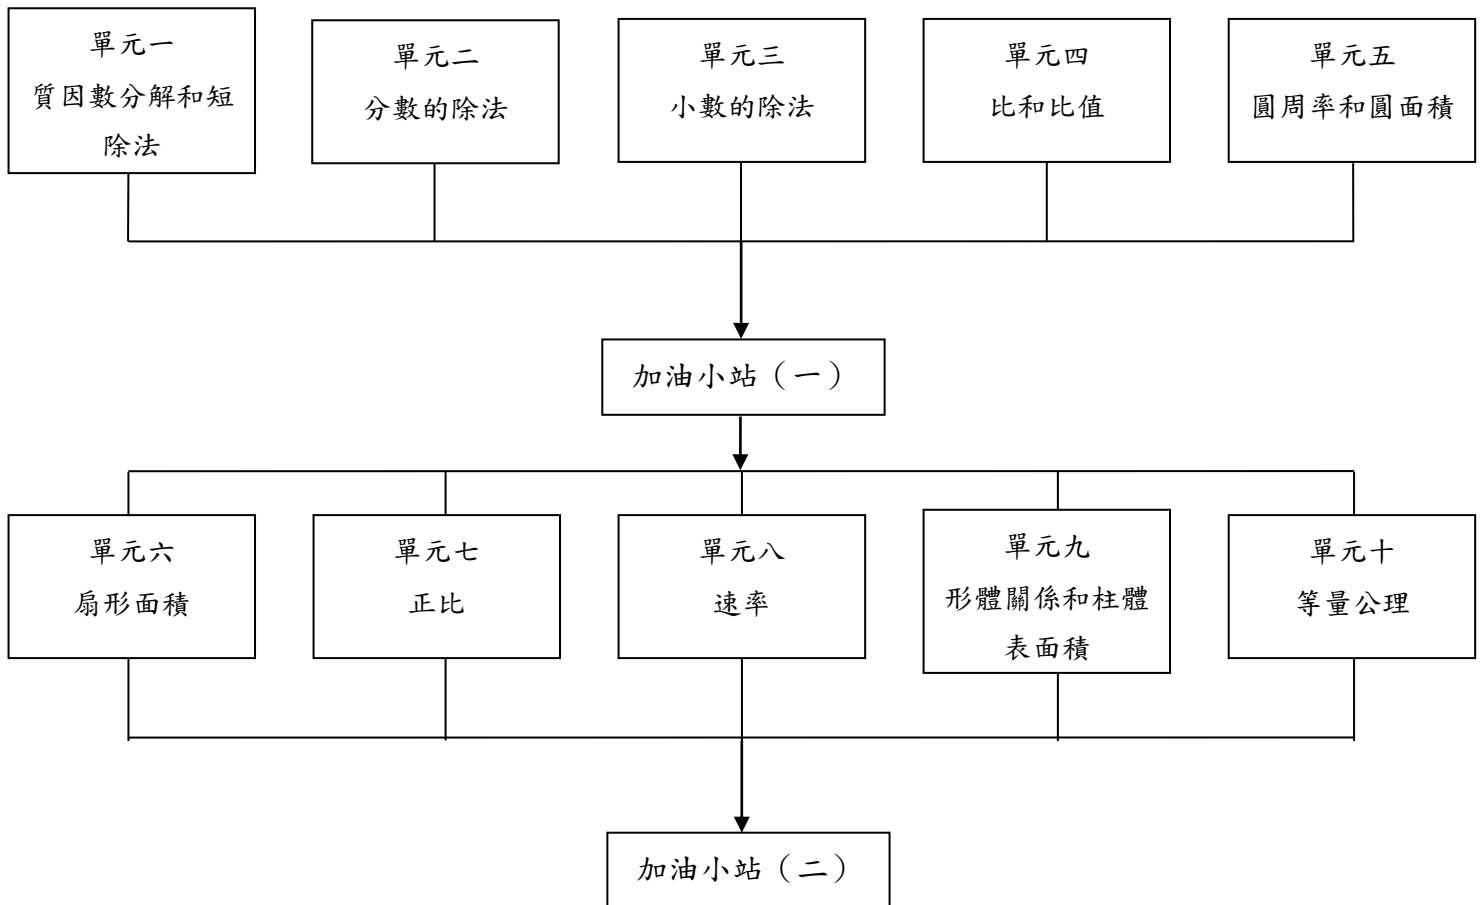 單元一
質因數分解和短
除法
單元二
分數的除法
單元三
小數的除法
單元四
比和比值
單元五
圓周率和圓面積
加油小站（一）
單元六
扇形面積
單元七
正比
單元八
速率
單元九
形體關係和柱體
表面積
單元十
等量公理
加油小站（二）